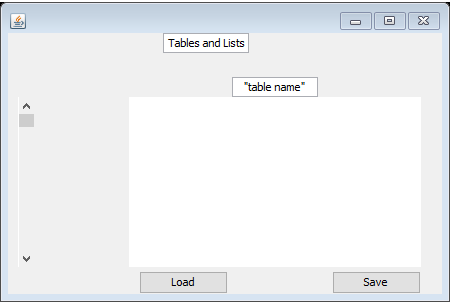 Tables and Lists
"table name"
Load
Save